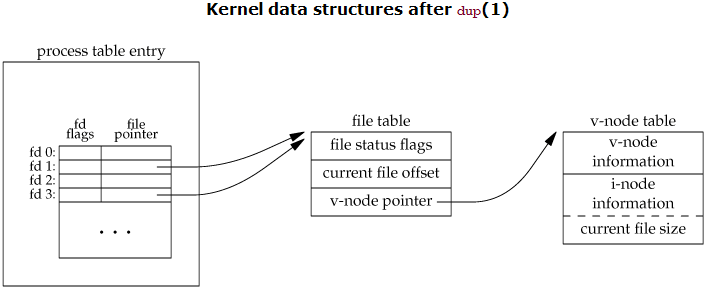 Kernel data structures after dup(1)
process table entry
fd
flags
file
pointer
fd 0:
fd 1:
fd 2:
fd 3:
• • •
file table
file status flags
current file offset
v-node pointer
v-node table
v-node
information
i-node
information
current file size